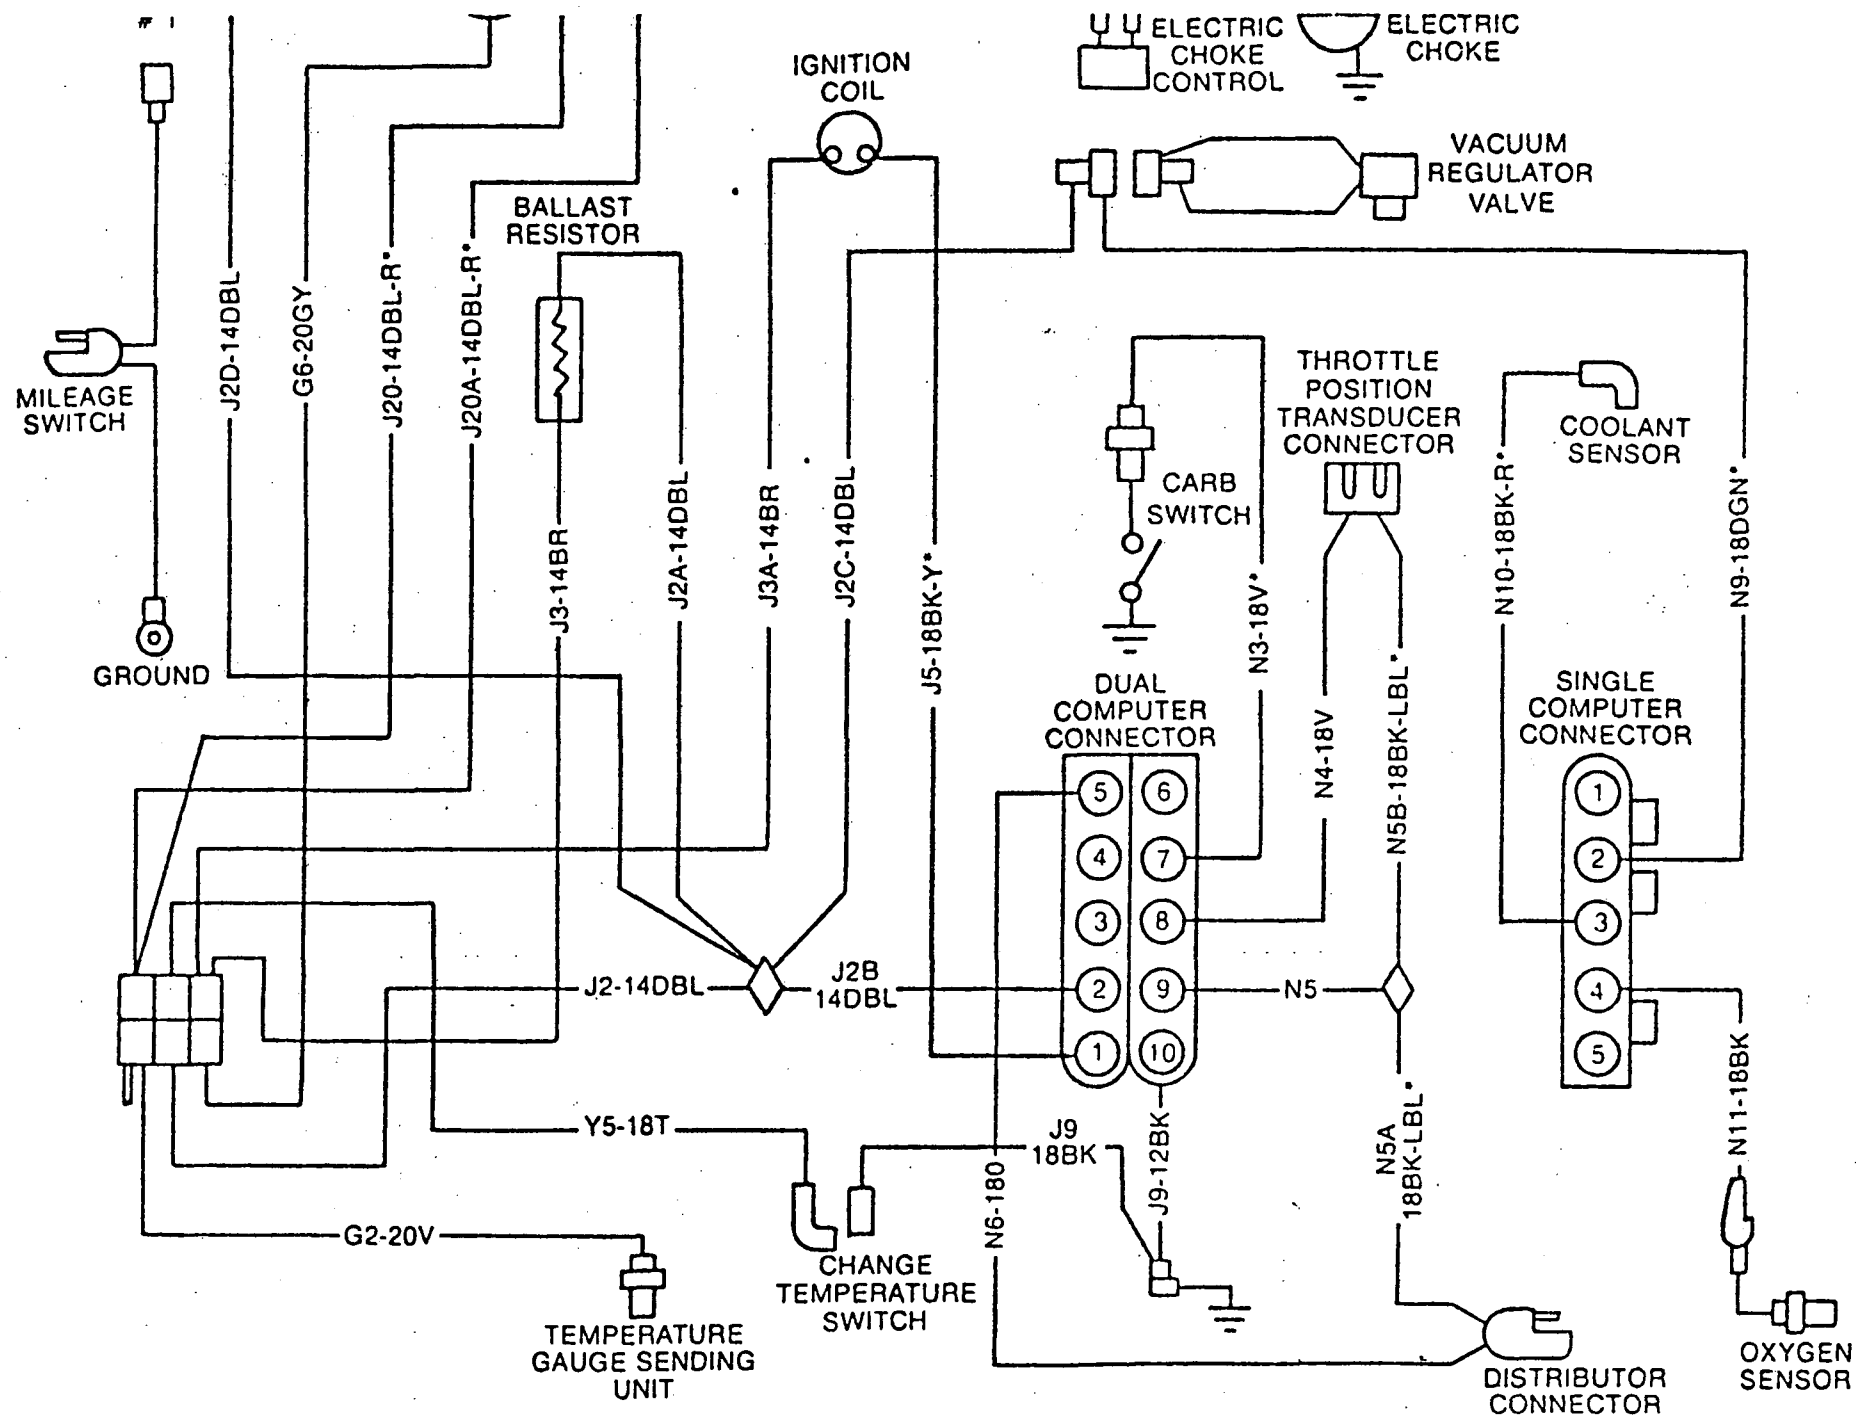 # 1
ELECTRIC
CHOKE
CONTROL
ELECTRIC
CHOKE
IGNITION
COIL
VACUUM
REGULATOR
VALVE
BALLAST
RESISTOR
J2D-14DBL
G6-20GY
J20-14DBL-R*
J20A-14DBL-R*
MILEAGE
SWITCH
THROTTLE
POSITION
TRANSDUCER
CONNECTOR
COOLANT
SENSOR
CARB
SWITCH
J3-14BR
J2A-14DBL
J3A-14BR
J2C-14DBL
J5-18BK-Y*
N3-18V*
N10-18BK-R*
N9-18DGN*
GROUND
DUAL
COMPUTER
CONNECTOR
N4-18V
N5B-18BK-LBL*
SINGLE
COMPUTER
CONNECTOR
5 6
4 7
3 8
2 9
1 10
1
2
3
4
5
J2-14DBL
J2B
14DBL
N5
Y5-18T
J9
18BK
N6-180
J9-12BK
N5A
18BK-LBL*
N11-18BK
G2-20V
CHANGE
TEMPERATURE
SWITCH
TEMPERATURE
GAUGE SENDING
UNIT
DISTRIBUTOR
CONNECTOR
OXYGEN
SENSOR